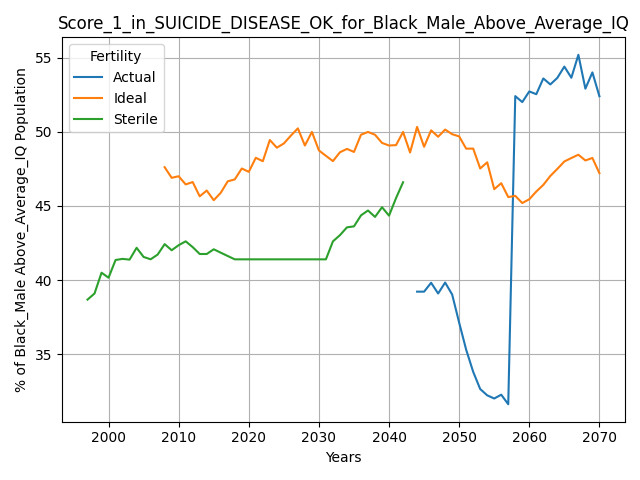 Score_1_in_SUICIDE_DISEASE_OK_for_Black_Male_Above_Average_IQ
% of Black_Male Above_Average_IQ Population
Fertility
Actual
Ideal
Sterile
55
50
45
40
35
2000 2010 2020 2030 2040 2050 2060 2070
Years